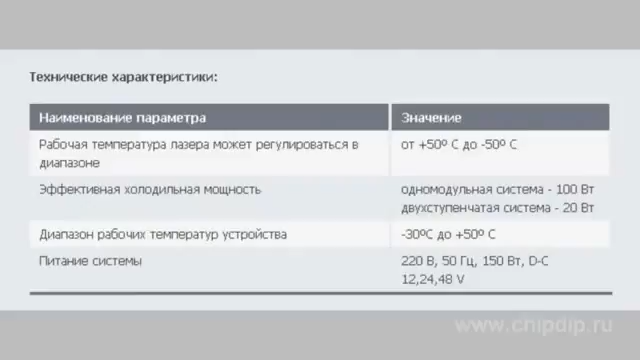 Технические характеристики:
Наименование параметра Значение
Рабочая температура лазера может регулироваться в от +50º С до -50º С
диапазоне
Эффективная холодильная мощность одномодульная система - 100 Вт
двухступенчатая система - 20 Вт
Диапазон рабочих температур устройства -30ºС до +50º С
Питание системы 220 В, 50 Гц, 150 Вт, D-C
12,24,48 V
www.chipdip.ru